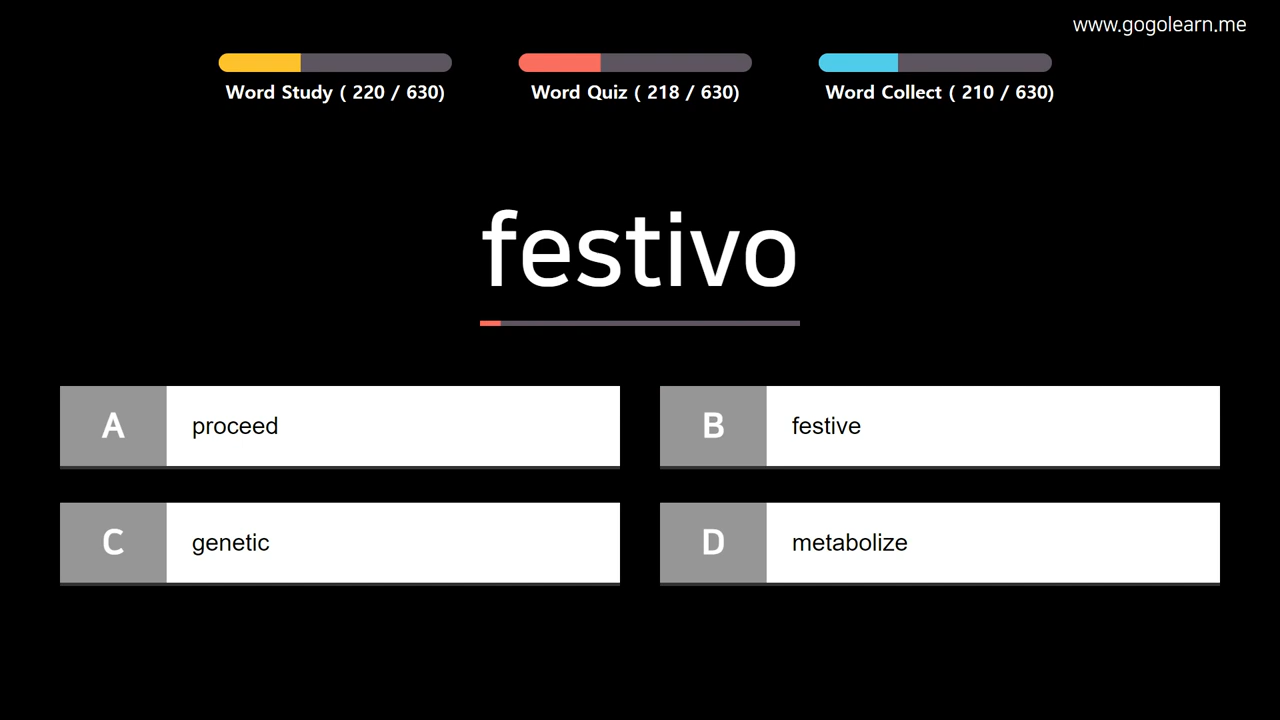 www.gogolearn.me
Word Study ( 220 / 630)
Word Quiz ( 218 / 630)
Word Collect ( 210 / 630)
festivo
A proceed
B festive
C genetic
D metabolize